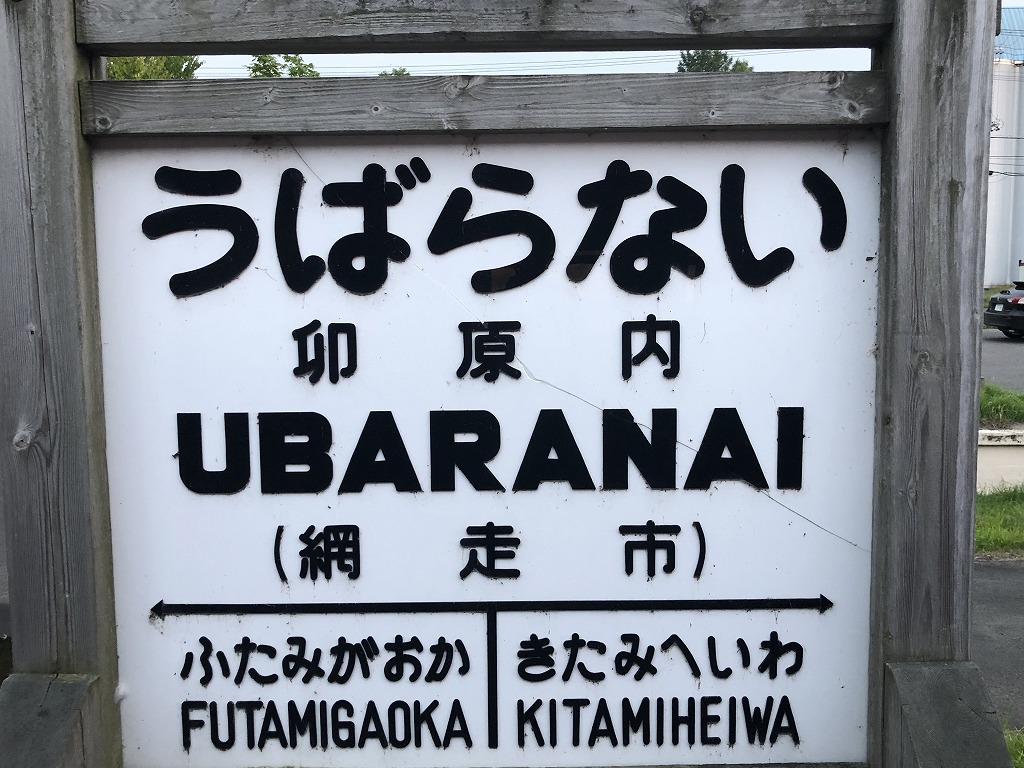 うばらない
卯原内
UBARANAI
(網走市)
ふたみがおか きたみへいわ
FUTAMIGAOKA KITAMIHEIWA